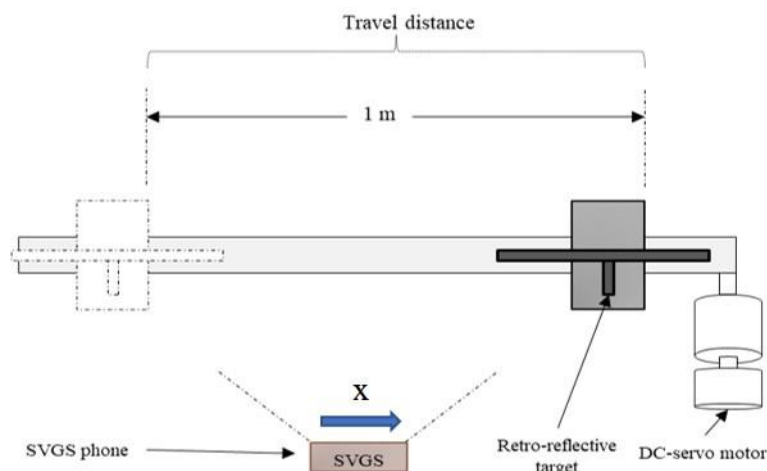 Travel distance
1 m
X
SVGS phone
SVGS
Retro-reflective
target
DC-servo motor